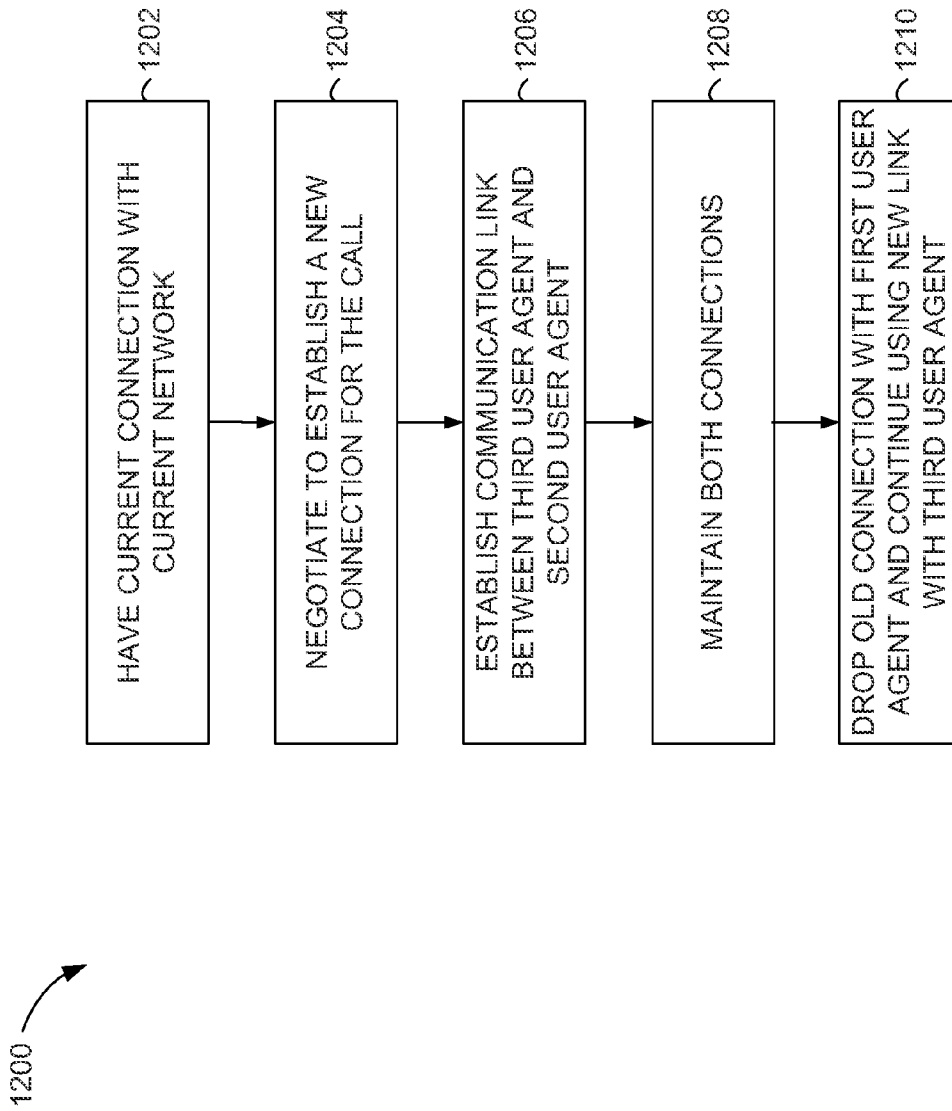 1200
HAVE CURRENT CONNECTION WITH
CURRENT NETWORK
1202
NEGOTIATE TO ESTABLISH A NEW
CONNECTION FOR THE CALL
1204
ESTABLISH COMMUNICATION LINK
BETWEEN THIRD USER AGENT AND
SECOND USER AGENT
1206
MAINTAIN BOTH CONNECTIONS
1208
DROP OLD CONNECTION WITH FIRST USER
AGENT AND CONTINUE USING NEW LINK
WITH THIRD USER AGENT
1210